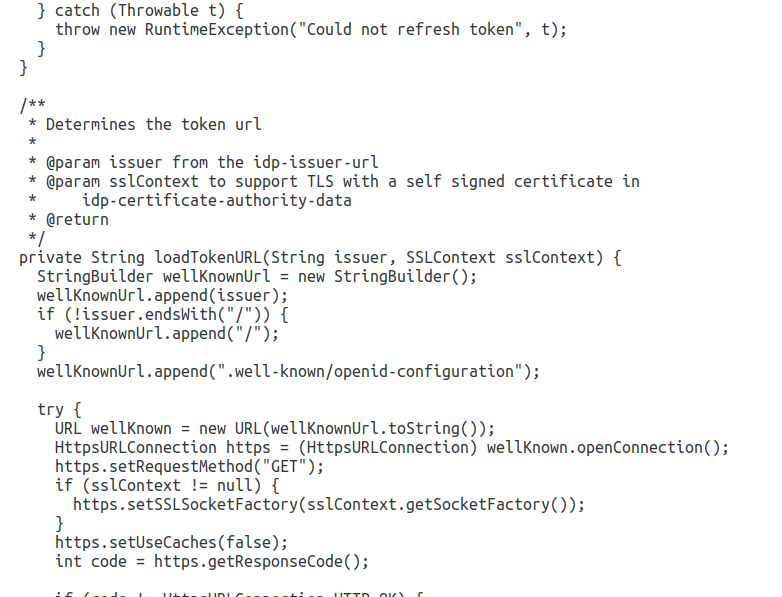 } catch (Throwable t) {
throw new RuntimeException("Could not refresh token", t);
}
}
/**
* Determines the token url
*
* @param issuer from the idp-issuer-url
* @param sslContext to support TLS with a self signed certificate in
* idp-certificate-authority-data
* @return
*/
private String loadTokenURL(String issuer, SSLContext sslContext) {
StringBuilder wellKnownUrl = new StringBuilder();
wellKnownUrl.append(issuer);
if (!issuer.endsWith("/")) {
wellKnownUrl.append("/");
}
wellKnownUrl.append(".well-known/openid-configuration");
try {
URL wellKnown = new URL(wellKnownUrl.toString());
HttpsURLConnection https = (HttpsURLConnection) wellKnown.openConnection();
https.setRequestMethod("GET");
if (sslContext != null) {
https.setSSLSocketFactory(sslContext.getSocketFactory());
}
https.setUseCaches(false);
int code = https.getResponseCode();
if (code != HttpsURLConnection.HTTP_OK) {